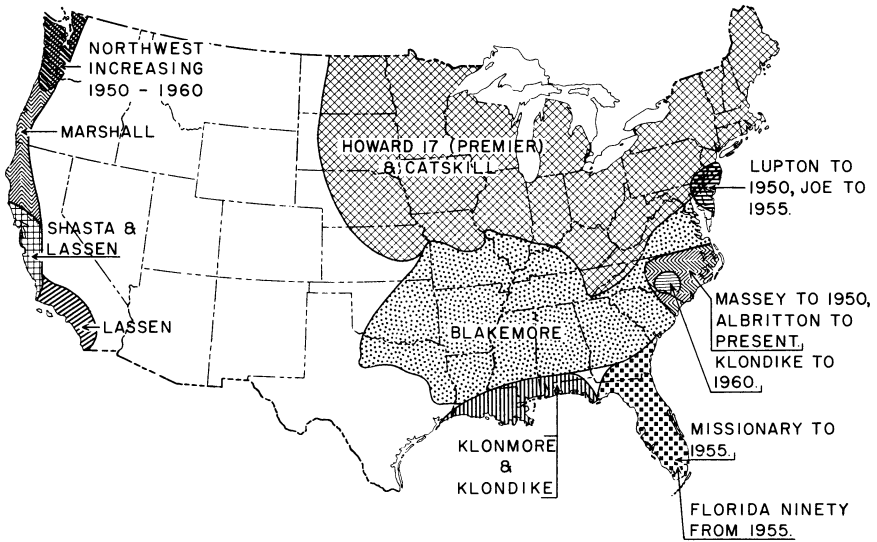 NORTHWEST
INCREASING
1950 - 1960
MARSHALL
HOWARD 17 (PREMIER)
& CATSKILL
LUPTON TO
1950, JOE TO
1955.
SHASTA &
LASSEN
LASSEN
BLAKEMORE
MASSEY TO 1950,
ALBRITTON TO
PRESENT.
KLONDIKE TO
1960.
KLONMORE
&
KLONDIKE
MISSIONARY TO
1955.
FLORIDA NINETY
FROM 1955.